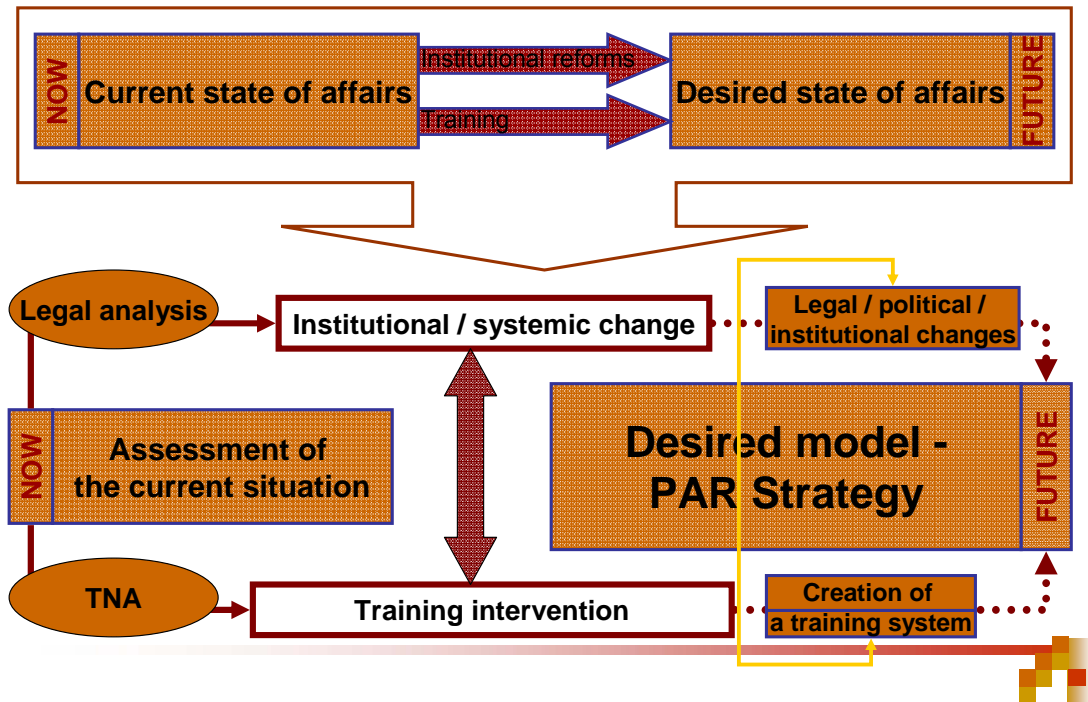 NOW
Current state of affairs
Institutional reforms
Training
Desired state of affairs
FUTURE
Legal analysis
Institutional / systemic change
Legal / political /
institutional changes
NOW
Assessment of
the current situation
Desired model -
PAR Strategy
FUTURE
TNA
Training intervention
Creation of
a training system